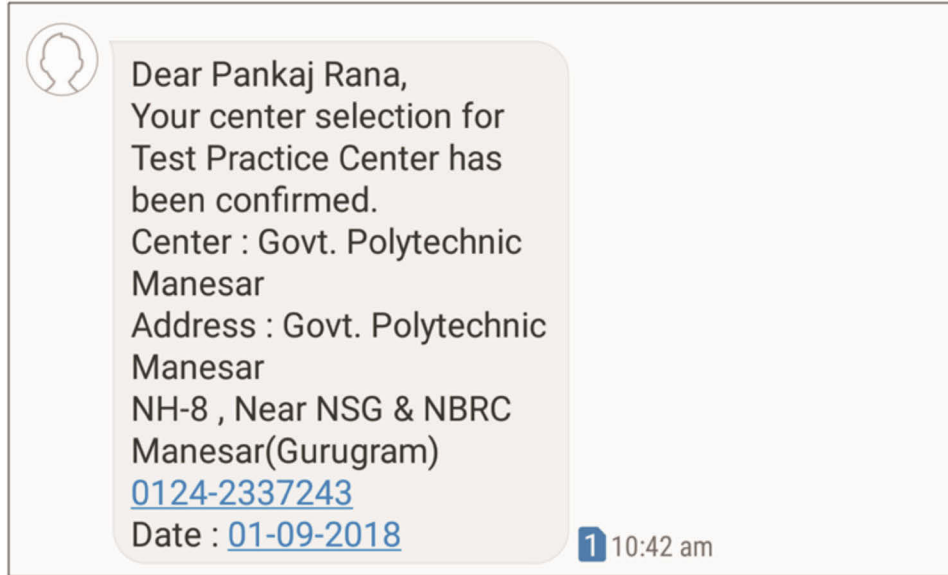 Dear Pankaj Rana,
Your center selection for
Test Practice Center has
been confirmed.
Center : Govt. Polytechnic
Manesar
Address : Govt. Polytechnic
Manesar
NH-8 , Near NSG & NBRC
Manesar(Gurugram)
0124-2337243
Date : 01-09-2018
1 10:42 am